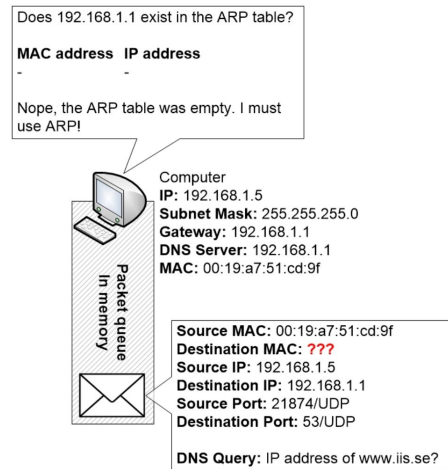 Does 192.168.1.1 exist in the ARP table?
MAC address IP address
- -
Nope, the ARP table was empty. I must
use ARP!
Computer
IP: 192.168.1.5
Subnet Mask: 255.255.255.0
Gateway: 192.168.1.1
DNS Server: 192.168.1.1
MAC: 00:19:a7:51:cd:9f
Packet queue
In memory
Source MAC: 00:19:a7:51:cd:9f
Destination MAC: ???
Source IP: 192.168.1.5
Destination IP: 192.168.1.1
Source Port: 21874/UDP
Destination Port: 53/UDP
DNS Query: IP address of www.iis.se?